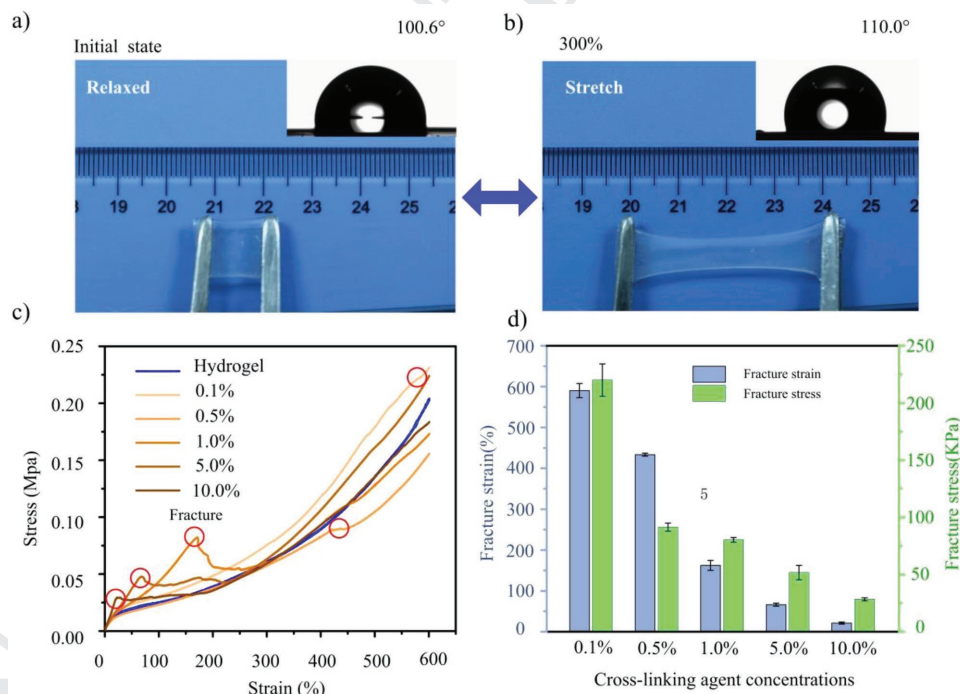 a)
100.6°
Initial state
Relaxed
19 20 21 22 23 24 25
b)
110.0°
300%
Stretch
19 20 21 22 23 24 25
c)
0.25
0.20
0.15
0.10
0.05
0.00
Stress (Mpa)
Hydrogel
0.1%
0.5%
1.0%
5.0%
10.0%
Fracture
0 100 200 300 400 500 600
Strain (%)
d)
700
600
500
400
300
200
100
0
Fracture strain(%)
Fracture strain
Fracture stress
5
250
200
150
100
50
0
Fracture stress(KPa)
0.1% 0.5% 1.0% 5.0% 10.0%
Cross-linking agent concentrations